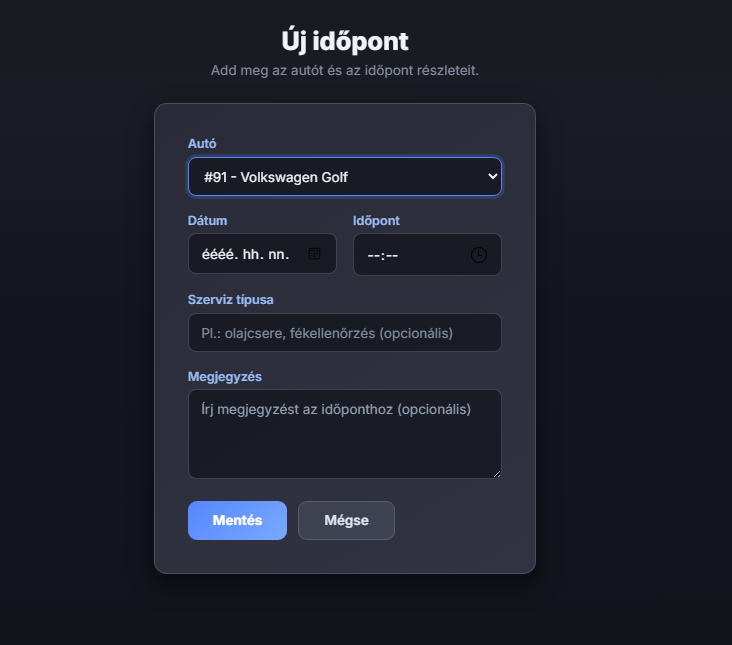 Új időpont
Add meg az autót és az időpont részleteit.
Autó
#91 - Volkswagen Golf
Dátum
Időpont
éééé. hh. nn.
--:--
Szerviz típusa
Pl.: olajcsere, fékellenőrzés (opcionális)
Megjegyzés
Írj megjegyzést az időponthoz (opcionális)
Mentés
Mégse